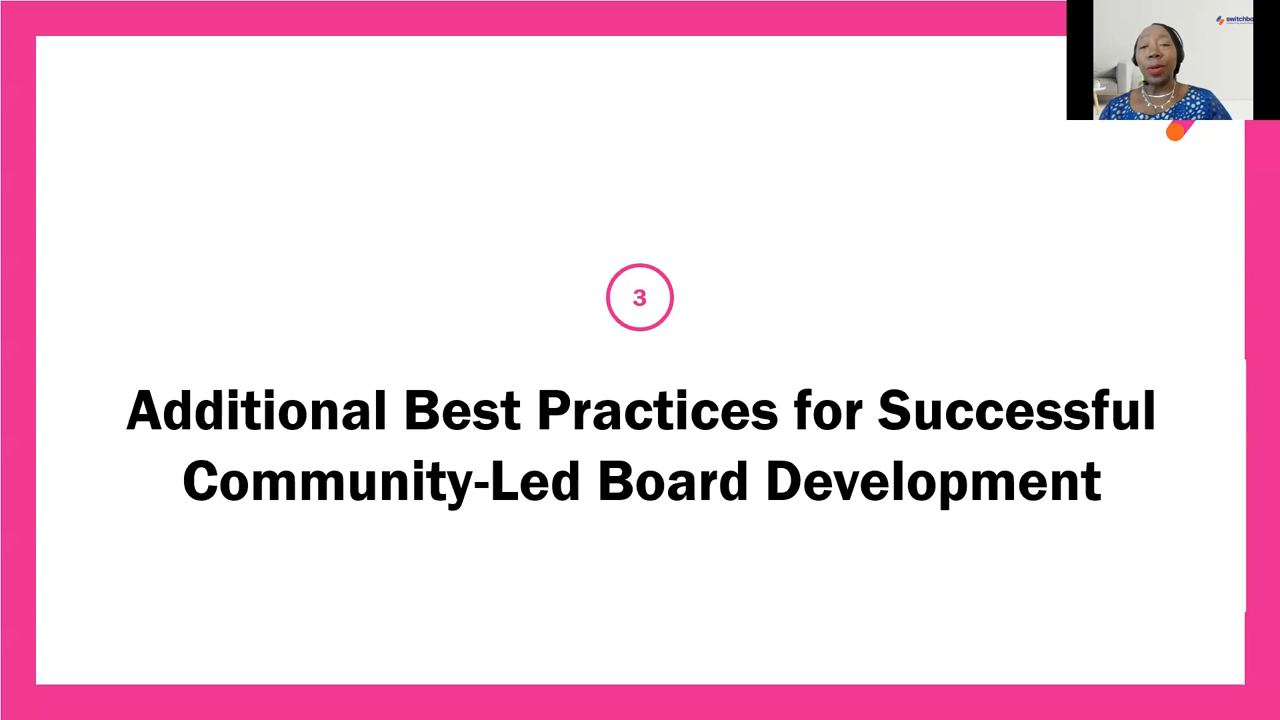 3
Additional Best Practices for Successful
Community-Led Board Development